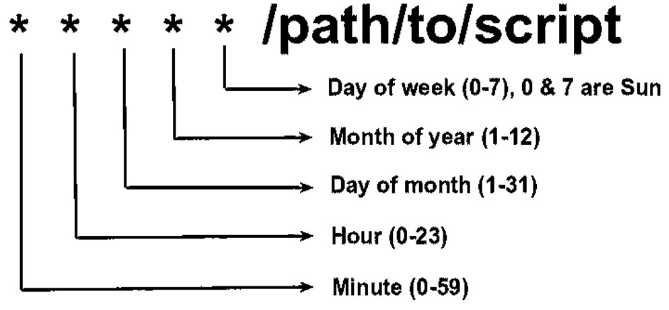 * * * * * /path/to/script
Day of week (0-7), 0 & 7 are Sun
Month of year (1-12)
Day of month (1-31)
Hour (0-23)
Minute (0-59)